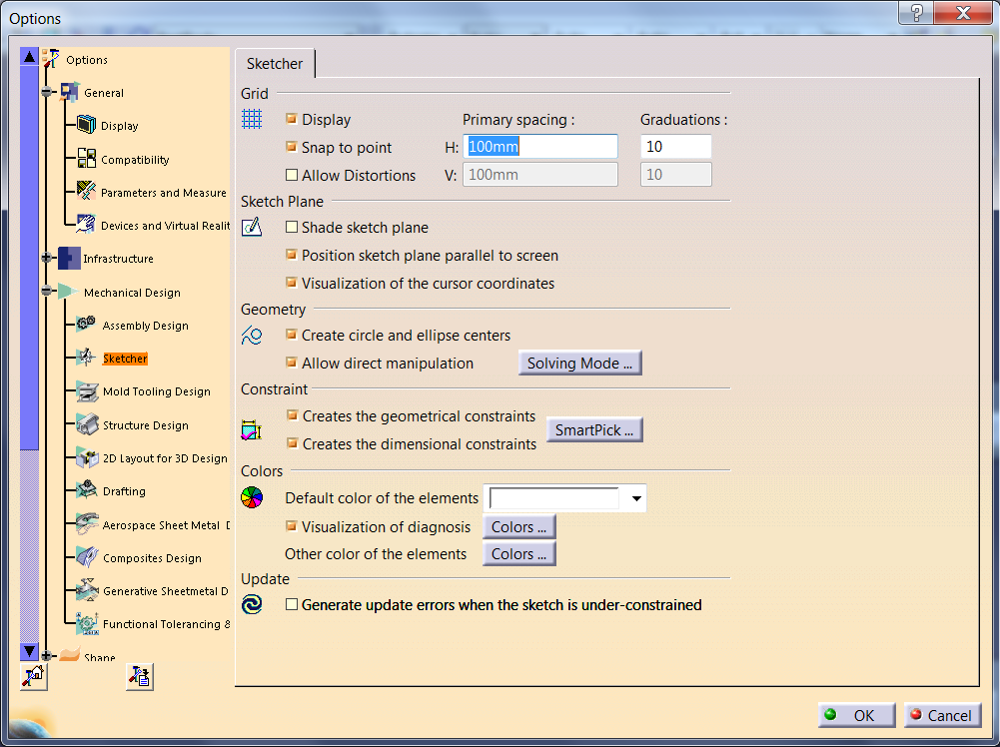 Options
Options
General
Display
Compatibility
Parameters and Measure
Devices and Virtual Realit
Infrastructure
Mechanical Design
Assembly Design
Sketcher
Mold Tooling Design
Structure Design
2D Layout for 3D Design
Drafting
Aerospace Sheet Metal D
Composites Design
Generative Sheetmetal D
Functional Tolerancing &
Shape
Sketcher
Grid
Display Primary spacing : Graduations :
Snap to point H: 100mm 10
Allow Distortions V: 100mm 10
Sketch Plane
Shade sketch plane
Position sketch plane parallel to screen
Visualization of the cursor coordinates
Geometry
Create circle and ellipse centers
Allow direct manipulation Solving Mode ...
Constraint
Creates the geometrical constraints
SmartPick ...
Creates the dimensional constraints
Colors
Default color of the elements
Visualization of diagnosis Colors ...
Other color of the elements Colors ...
Update
Generate update errors when the sketch is under-constrained
OK Cancel